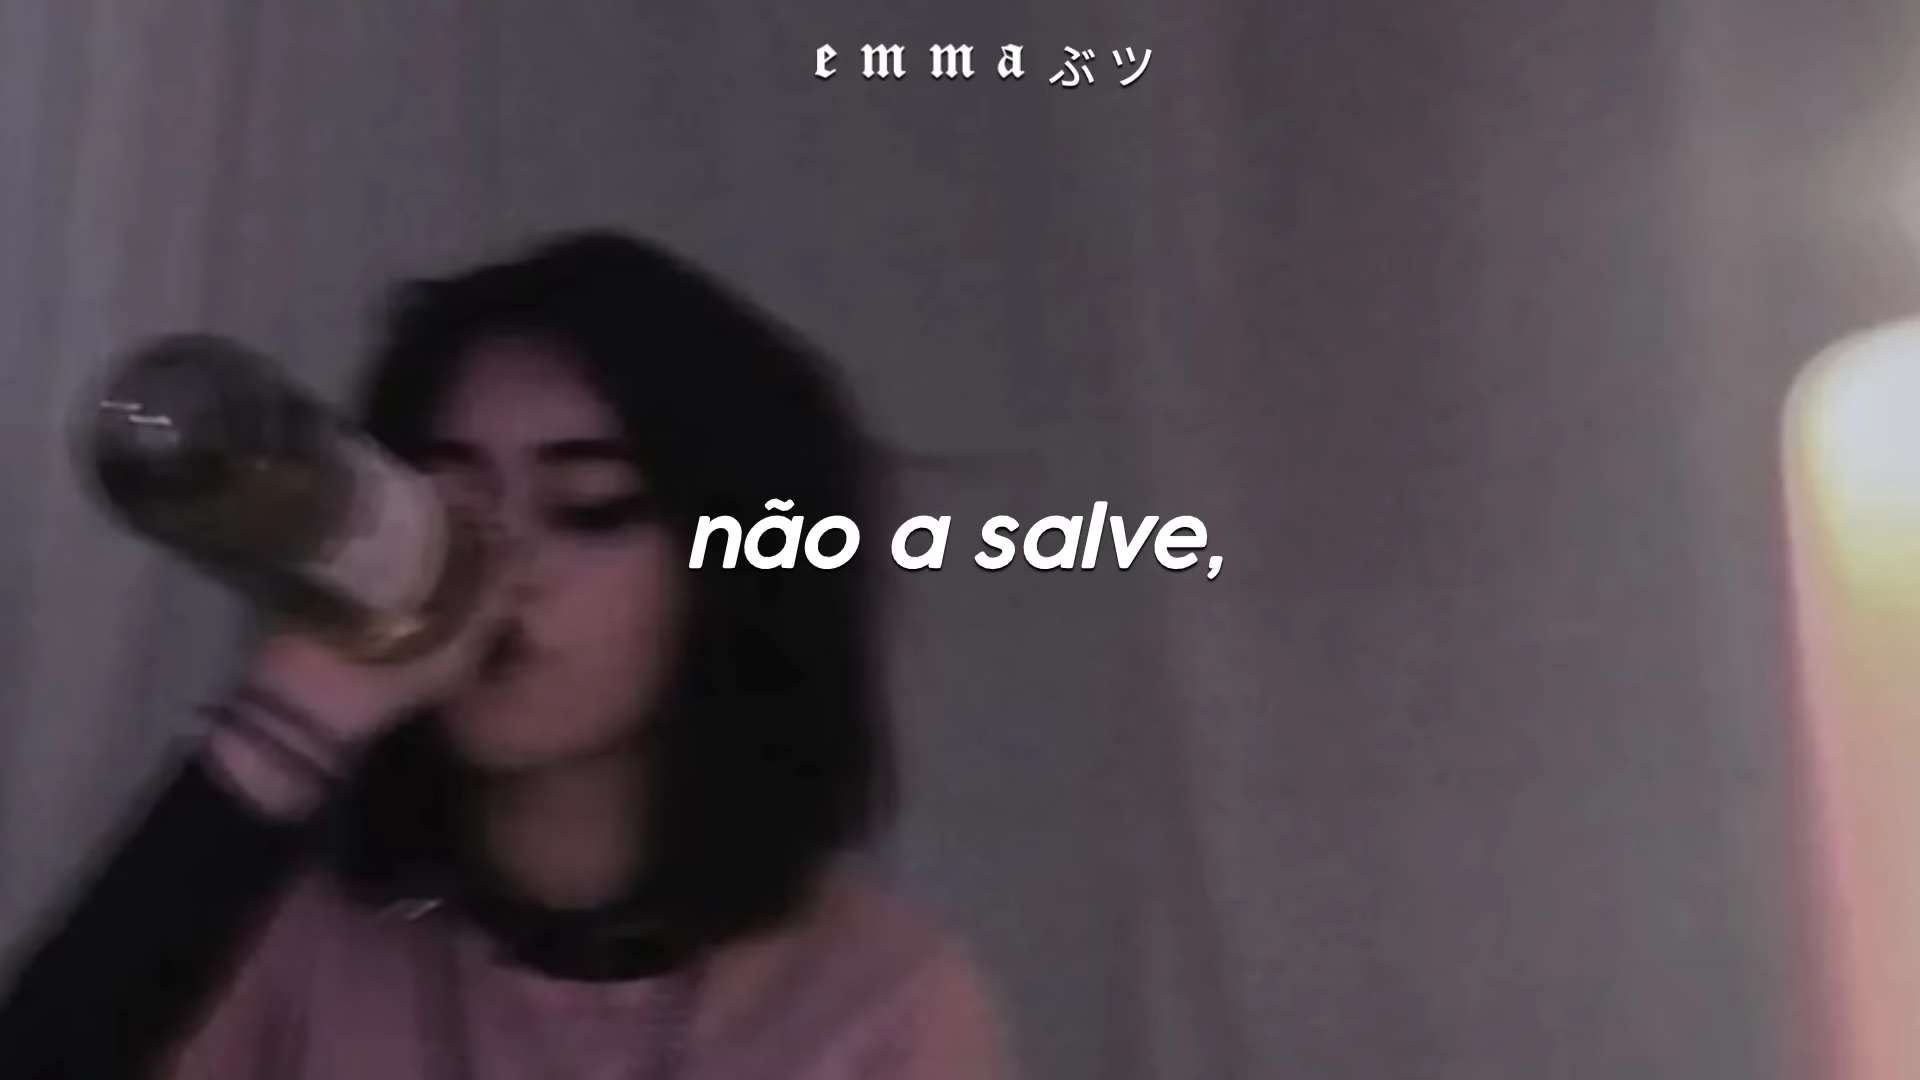 𝖊 𝖒 𝖒 𝖆 ぶツ
não a salve,